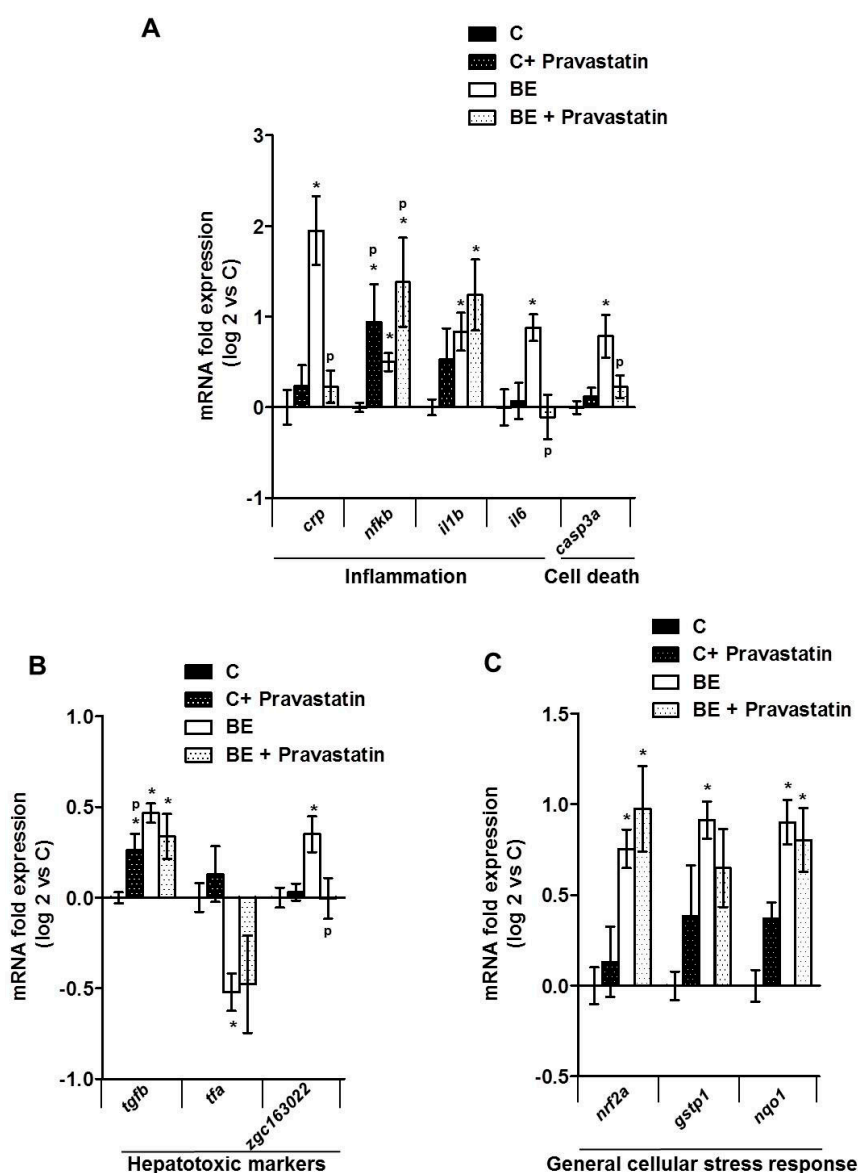 A
C
C+ Pravastatin
BE
BE + Pravastatin
mRNA fold expression
(log 2 vs C)
3
2
1
0
-1
*
p
p
*
*
p
*
*
*
*
p
*
p
crp
nfkb
il1b
il6
casp3a
Inflammation
Cell death
B
C
C+ Pravastatin
BE
BE + Pravastatin
mRNA fold expression
(log 2 vs C)
1.0
0.5
0.0
-0.5
-1.0
p
*
*
*
*
*
p
tgfb
tfa
zgc163022
Hepatotoxic markers
C
C
C+ Pravastatin
BE
BE + Pravastatin
mRNA fold expression
(log 2 vs C)
1.5
1.0
0.5
0.0
-0.5
*
*
*
*
*
nrf2a
gstp1
nqo1
General cellular stress response